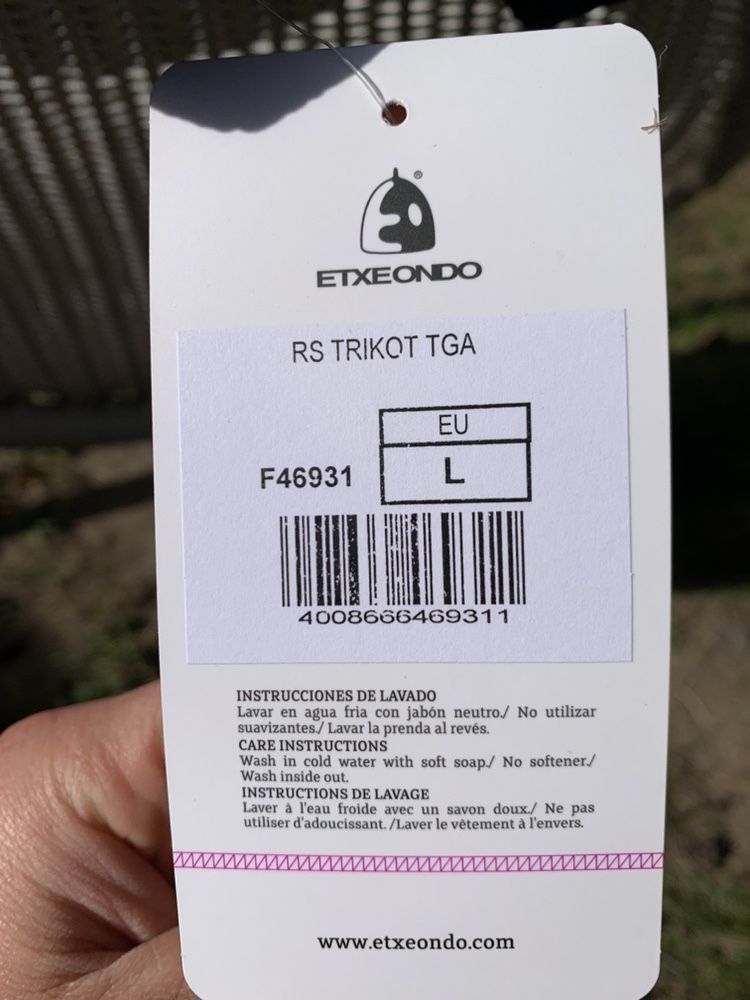 ®
ETXEONDO
RS TRIKOT TGA
EU
F46931
L
4008666469311
INSTRUCCIONES DE LAVADO
Lavar en agua fria con jabón neutro./ No utilizar
suavizantes./ Lavar la prenda al revés.
CARE INSTRUCTIONS
Wash in cold water with soft soap./ No softener./
Wash inside out.
INSTRUCTIONS DE LAVAGE
Laver à l'eau froide avec un savon doux./ Ne pas
utiliser d'adoucissant. /Laver le vêtement à l'envers.
www.etxeondo.com